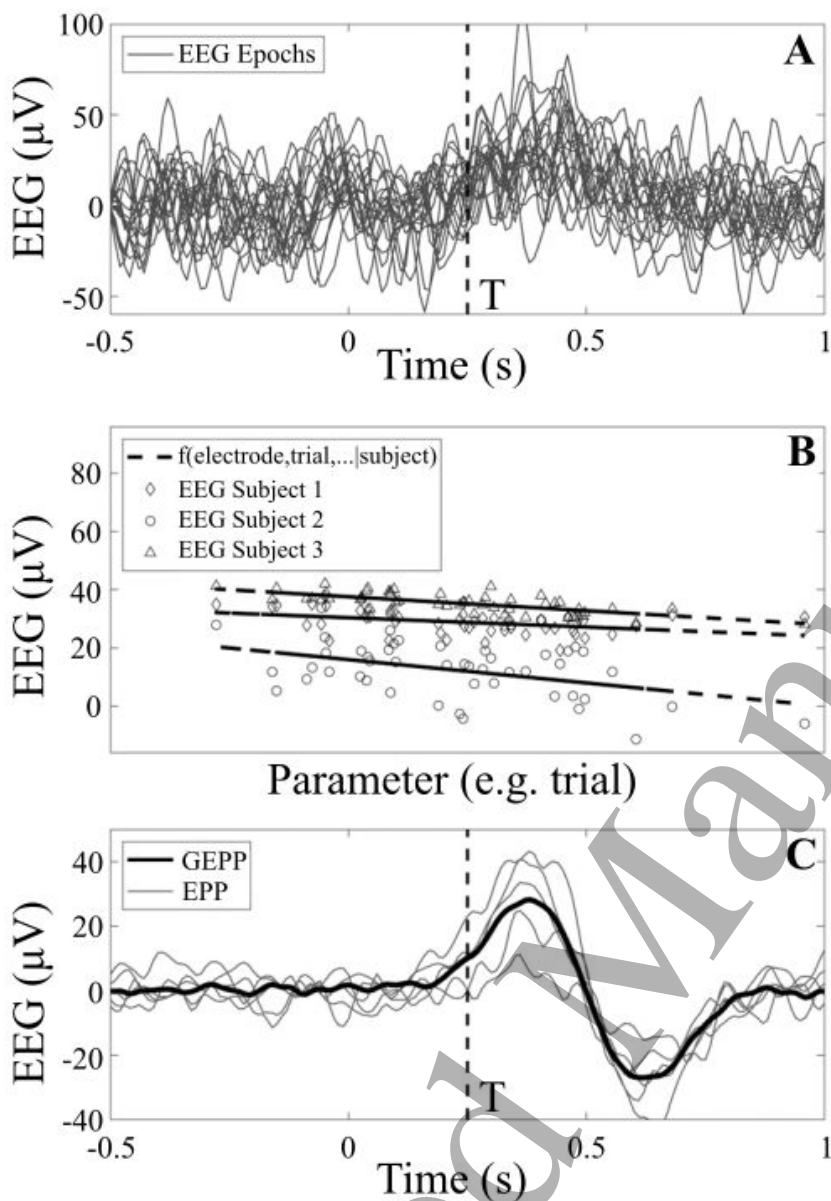 100
EEG Epochs
A
50
EEG (μV)
0
-50
T
-0.5 0 0.5 1
Time (s)
f(electrode,trial,...|subject)
B
80
EEG Subject 1
EEG Subject 2
60
EEG Subject 3
EEG (μV)
40
20
0
Parameter (e.g. trial)
GEPP
C
40
EPP
20
EEG (μV)
0
-20
-40
T
-0.5 0 0.5 1
Time (s)